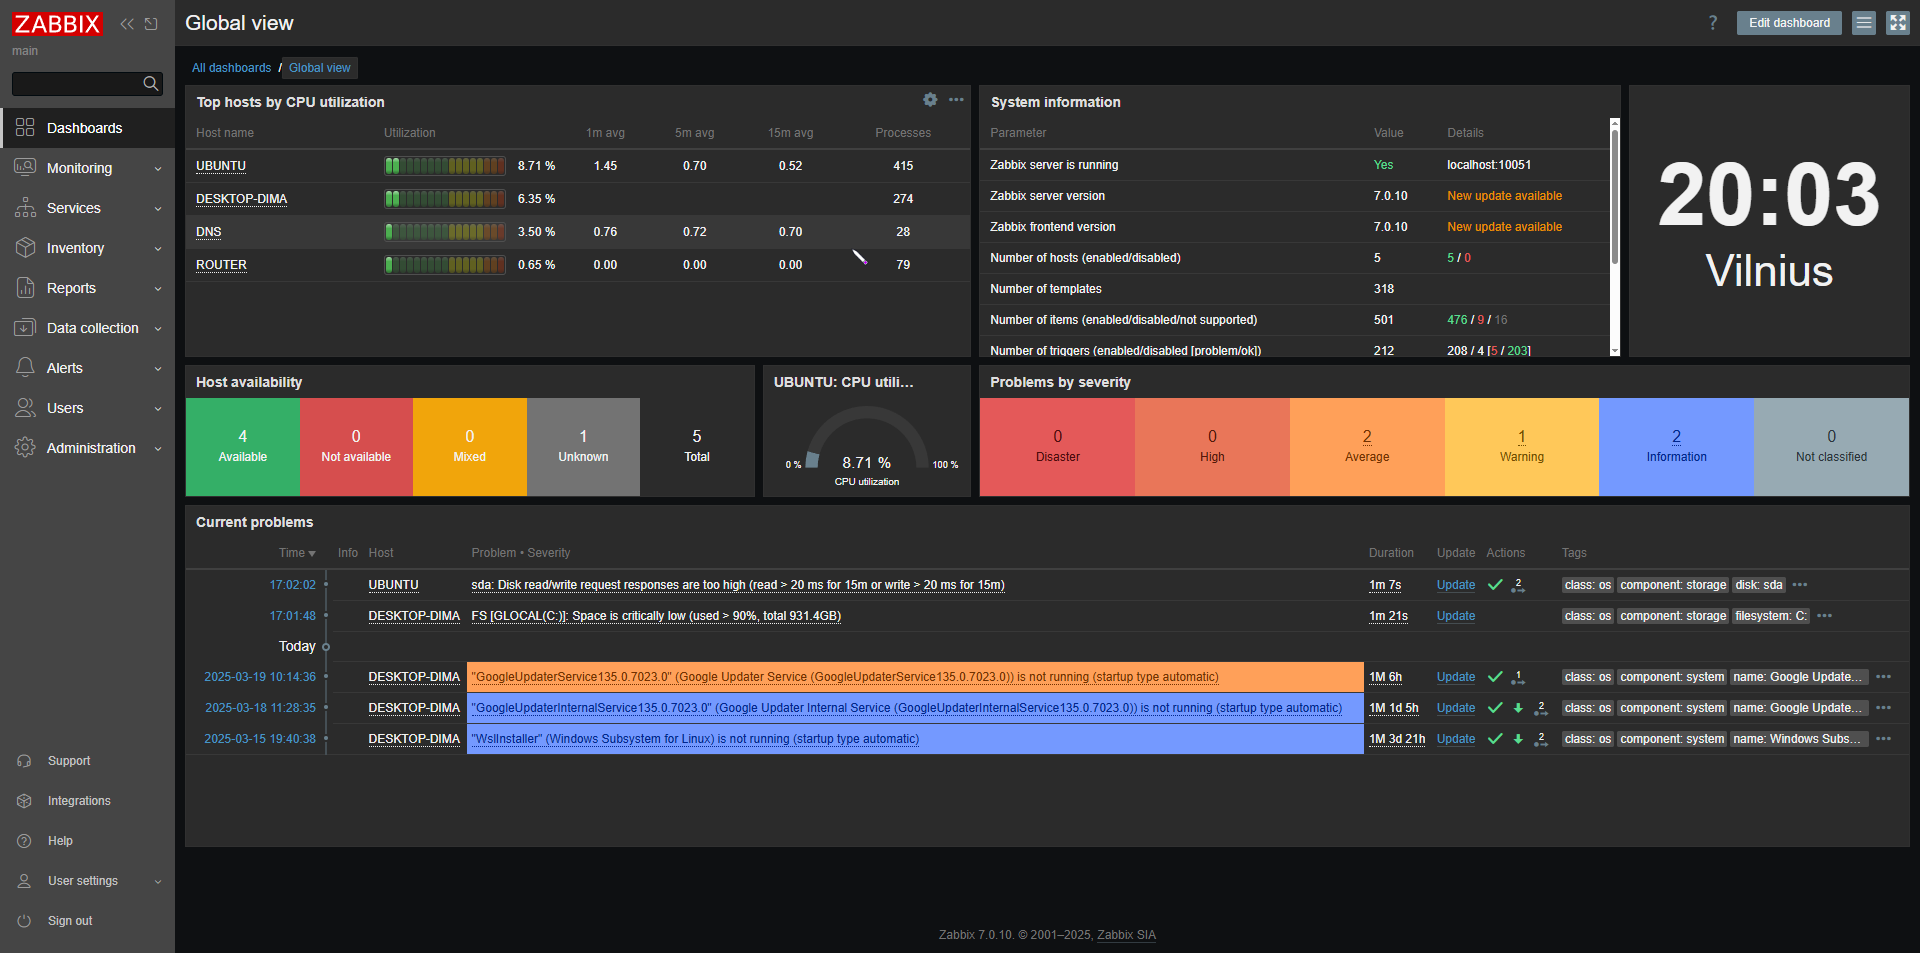 ZABBIX
main
Dashboards
Monitoring
Services
Inventory
Reports
Data collection
Alerts
Users
Administration
Support
Integrations
Help
User settings
Sign out
Global view
? Edit dashboard
All dashboards / Global view
Top hosts by CPU utilization
Host name Utilization 1m avg 5m avg 15m avg Processes
UBUNTU 8.71 % 1.45 0.70 0.52 415
DESKTOP-DIMA 6.35 % 274
DNS 3.50 % 0.76 0.72 0.70 28
ROUTER 0.65 % 0.00 0.00 0.00 79
System information
Parameter Value Details
Zabbix server is running Yes localhost:10051
Zabbix server version 7.0.10 New update available
Zabbix frontend version 7.0.10 New update available
Number of hosts (enabled/disabled) 5 5 / 0
Number of templates 318
Number of items (enabled/disabled/not supported) 501 476 / 9 / 16
Number of triggers (enabled/disabled [problem/ok]) 212 208 / 4 [5 / 203]
20:03
Vilnius
Host availability
4 Available
0 Not available
0 Mixed
1 Unknown
5 Total
UBUNTU: CPU utili...
0 % 8.71 % 100 %
CPU utilization
Problems by severity
0 Disaster
0 High
2 Average
1 Warning
2 Information
0 Not classified
Current problems
Time Info Host Problem • Severity Duration Update Actions Tags
17:02:02 UBUNTU sda: Disk read/write request responses are too high (read > 20 ms for 15m or write > 20 ms for 15m) 1m 7s Update 2 class: os component: storage disk: sda
17:01:48 DESKTOP-DIMA FS [GLOCAL(C:)]: Space is critically low (used > 90%, total 931.4GB) 1m 21s Update class: os component: storage filesystem: C:
Today
2025-03-19 10:14:36 DESKTOP-DIMA "GoogleUpdaterService135.0.7023.0" (Google Updater Service (GoogleUpdaterService135.0.7023.0)) is not running (startup type automatic) 1M 6h Update 1 class: os component: system name: Google Update...
2025-03-18 11:28:35 DESKTOP-DIMA "GoogleUpdaterInternalService135.0.7023.0" (Google Updater Internal Service (GoogleUpdaterInternalService135.0.7023.0)) is not running (startup type automatic) 1M 1d 5h Update 2 class: os component: system name: Google Update...
2025-03-15 19:40:38 DESKTOP-DIMA "WslInstaller" (Windows Subsystem for Linux) is not running (startup type automatic) 1M 3d 21h Update 2 class: os component: system name: Windows Subs...
Zabbix 7.0.10. © 2001–2025, Zabbix SIA